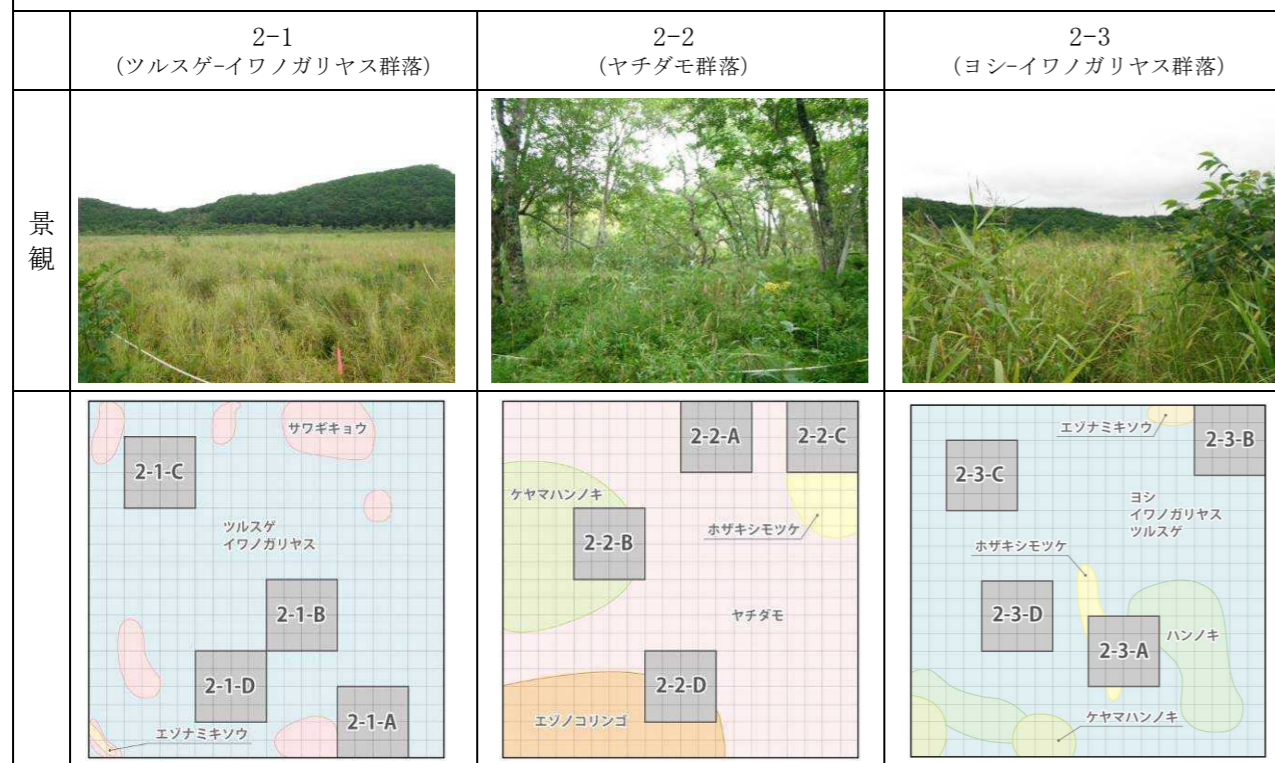 2-1
(ツルスゲ-イワノガリヤス群落)
2-2
(ヤチダモ群落)
2-3
(ヨシ-イワノガリヤス群落)
景
観
サワギキョウ
2-1-C
ツルスゲ
イワノガリヤス
2-1-B
2-1-D
2-1-A
エゾナミキソウ
2-2-A
2-2-C
ケヤマハンノキ
2-2-B
ホザキシモツケ
ヤチダモ
2-2-D
エゾノコリンゴ
エゾナミキソウ
2-3-B
2-3-C
ヨシ
イワノガリヤス
ツルスゲ
ホザキシモツケ
2-3-D
2-3-A
ハンノキ
ケヤマハンノキ